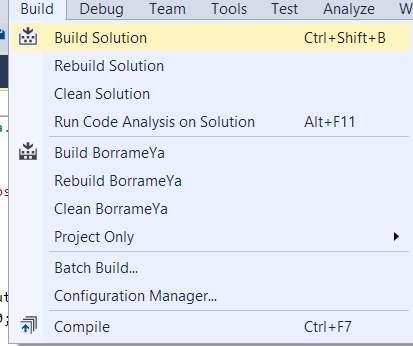 Build Debug Team Tools Test Analyze W
Build Solution Ctrl+Shift+B
Rebuild Solution
Clean Solution
Run Code Analysis on Solution Alt+F11
Build BorrameYa
Rebuild BorrameYa
Clean BorrameYa
Project Only
Batch Build...
Configuration Manager...
Compile Ctrl+F7